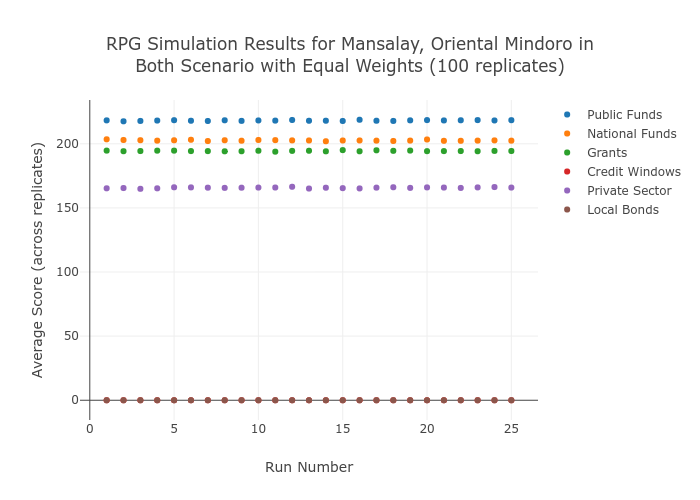 RPG Simulation Results for Mansalay, Oriental Mindoro in
Both Scenario with Equal Weights (100 replicates)
Average Score (across replicates)
200
150
100
50
0
0
5
10
15
20
25
Run Number
Public Funds
National Funds
Grants
Credit Windows
Private Sector
Local Bonds